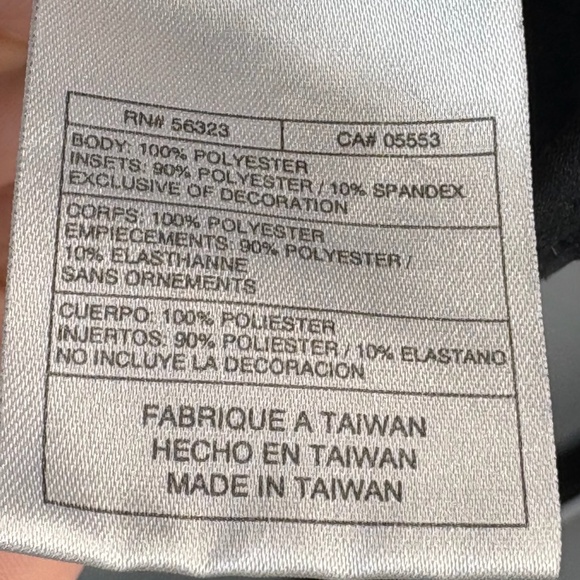 RN# 56323 CA# 05553
BODY: 100% POLYESTER
INSETS: 90% POLYESTER / 10% SPANDEX
EXCLUSIVE OF DECORATION
CORPS: 100% POLYESTER
EMPIECEMENTS: 90% POLYESTER /
10% ELASTHANNE
SANS ORNEMENTS
CUERPO: 100% POLIESTER
INJERTOS: 90% POLIESTER / 10% ELASTANO
NO INCLUYE LA DECORACION
FABRIQUE A TAIWAN
HECHO EN TAIWAN
MADE IN TAIWAN